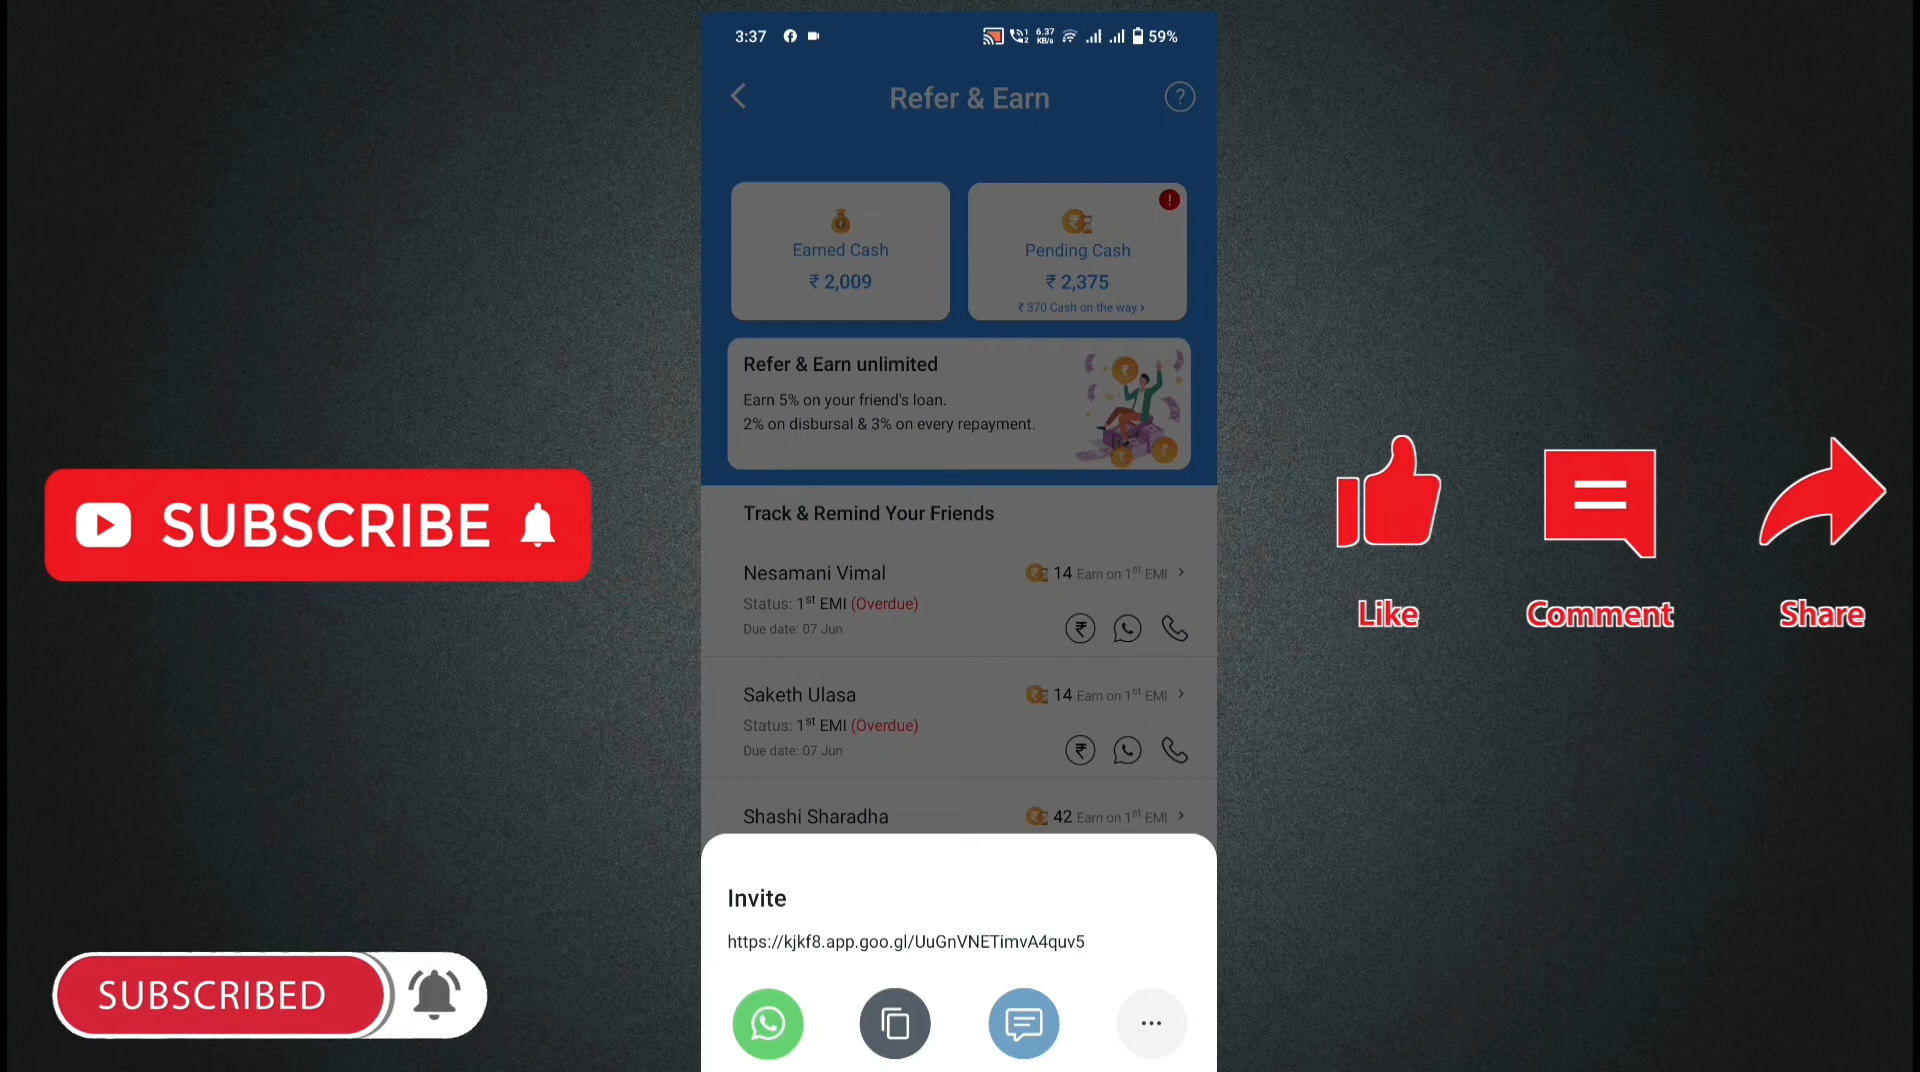 3:37 6.37 KB/s 59%
Refer & Earn ?
Earned Cash
₹ 2,009
!
Pending Cash
₹ 2,375
₹ 370 Cash on the way ›
Refer & Earn unlimited
Earn 5% on your friend's loan.
2% on disbursal & 3% on every repayment.
Track & Remind Your Friends
Nesamani Vimal 14 Earn on 1st EMI ›
Status: 1st EMI (Overdue)
Due date: 07 Jun
Saketh Ulasa 14 Earn on 1st EMI ›
Status: 1st EMI (Overdue)
Due date: 07 Jun
Shashi Sharadha 42 Earn on 1st EMI ›
Invite
https://kjkf8.app.goo.gl/UuGnVNETimvA4quv5
SUBSCRIBE
SUBSCRIBED
Like Comment Share